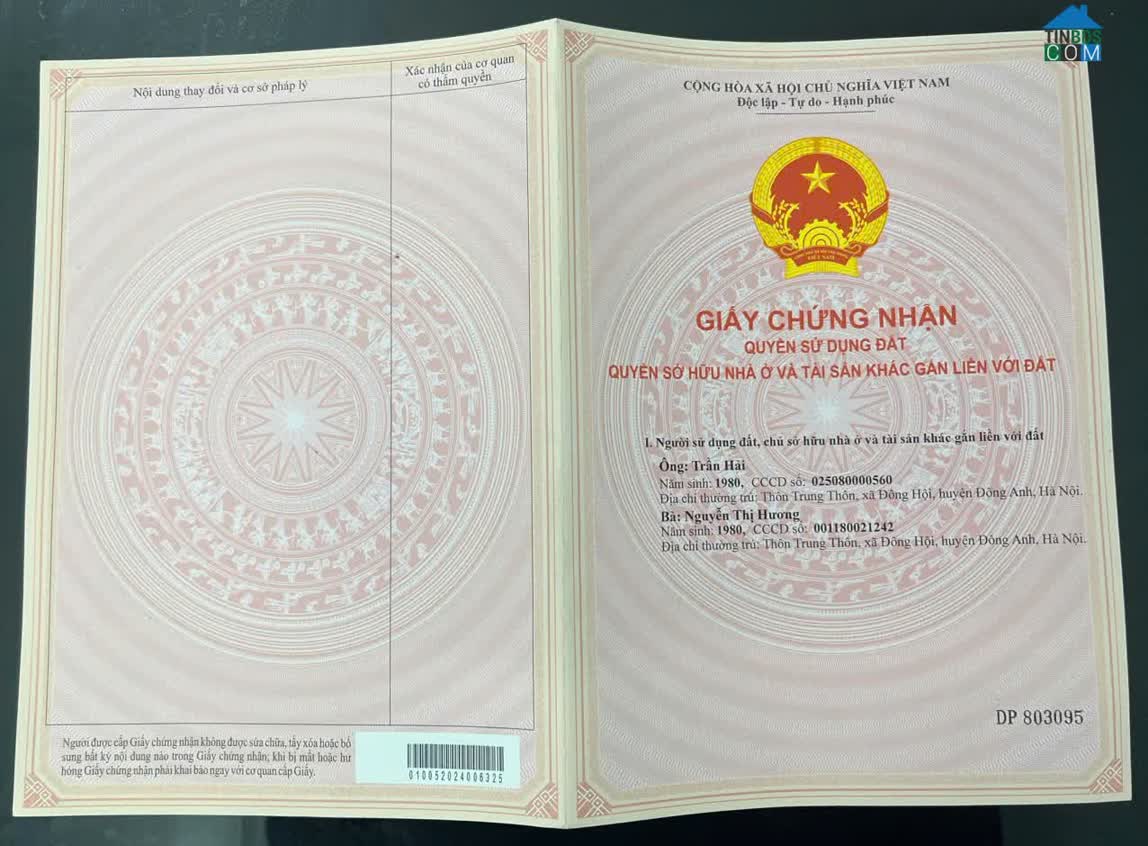 Nội dung thay đổi và cơ sở pháp lý
Xác nhận của cơ quan
có thẩm quyền
Người được cấp Giấy chứng nhận không được sửa chữa, tẩy xóa hoặc bổ
sung bất kỳ nội dung nào trong Giấy chứng nhận; khi bị mất hoặc hư
hỏng Giấy chứng nhận phải khai báo ngay với cơ quan cấp Giấy.
010052024006325
TINBDS
COM
CỘNG HÒA XÃ HỘI CHỦ NGHĨA VIỆT NAM
Độc lập - Tự do - Hạnh phúc
VIỆT NAM
GIẤY CHỨNG NHẬN
QUYỀN SỬ DỤNG ĐẤT
QUYỀN SỞ HỮU NHÀ Ở VÀ TÀI SẢN KHÁC GẮN LIỀN VỚI ĐẤT
I. Người sử dụng đất, chủ sở hữu nhà ở và tài sản khác gắn liền với đất
Ông: Trần Hải
Năm sinh: 1980, CCCD số: 025080000560
Địa chỉ thường trú: Thôn Trung Thôn, xã Đông Hội, huyện Đông Anh, Hà Nội.
Bà: Nguyễn Thị Hương
Năm sinh: 1980, CCCD số: 001180021242
Địa chỉ thường trú: Thôn Trung Thôn, xã Đông Hội, huyện Đông Anh, Hà Nội.
DP 803095